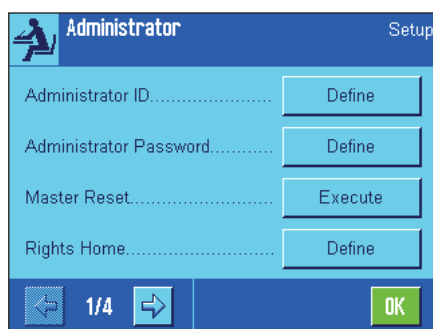 Administrator Setup
Administrator ID....................... Define
Administrator Password............ Define
Master Reset........................... Execute
Rights Home............................ Define
1/4 OK